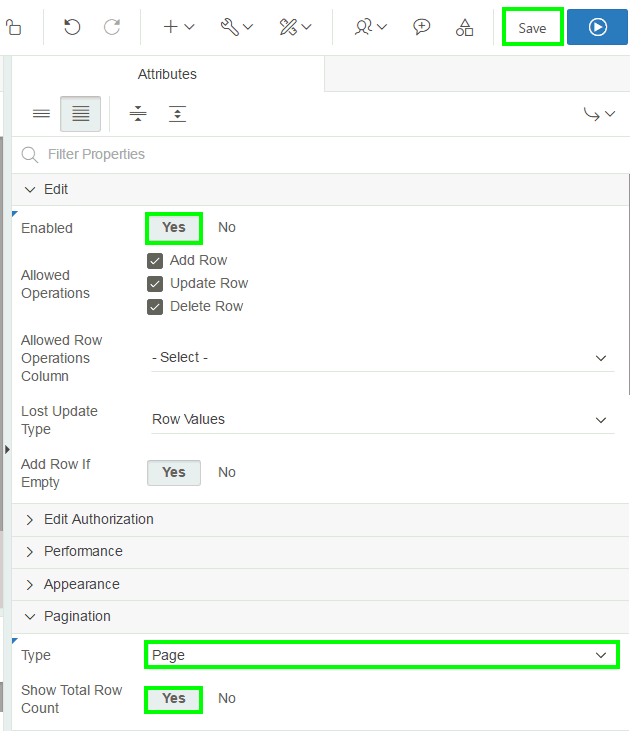 Save
Attributes
Filter Properties
Edit
Enabled
Yes No
Allowed
Operations
Add Row
Update Row
Delete Row
Allowed Row
Operations
Column
- Select -
Lost Update
Type
Row Values
Add Row If
Empty
Yes No
Edit Authorization
Performance
Appearance
Pagination
Type
Page
Show Total Row
Count
Yes No